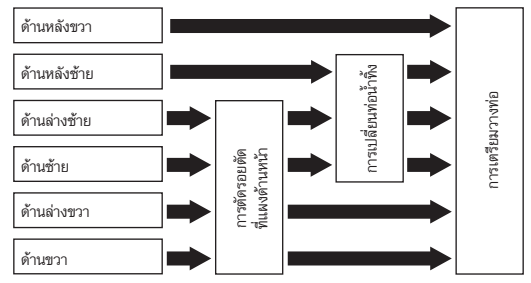 ด้านหลังขวา
ด้านหลังซ้าย
ด้านล่างซ้าย
ด้านซ้าย
ด้านล่างขวา
ด้านขวา
การตัดรอยตัด
ที่แผงด้านหน้า
การเปลี่ยนท่อน้ำทิ้ง
การเตรียมวางท่อ